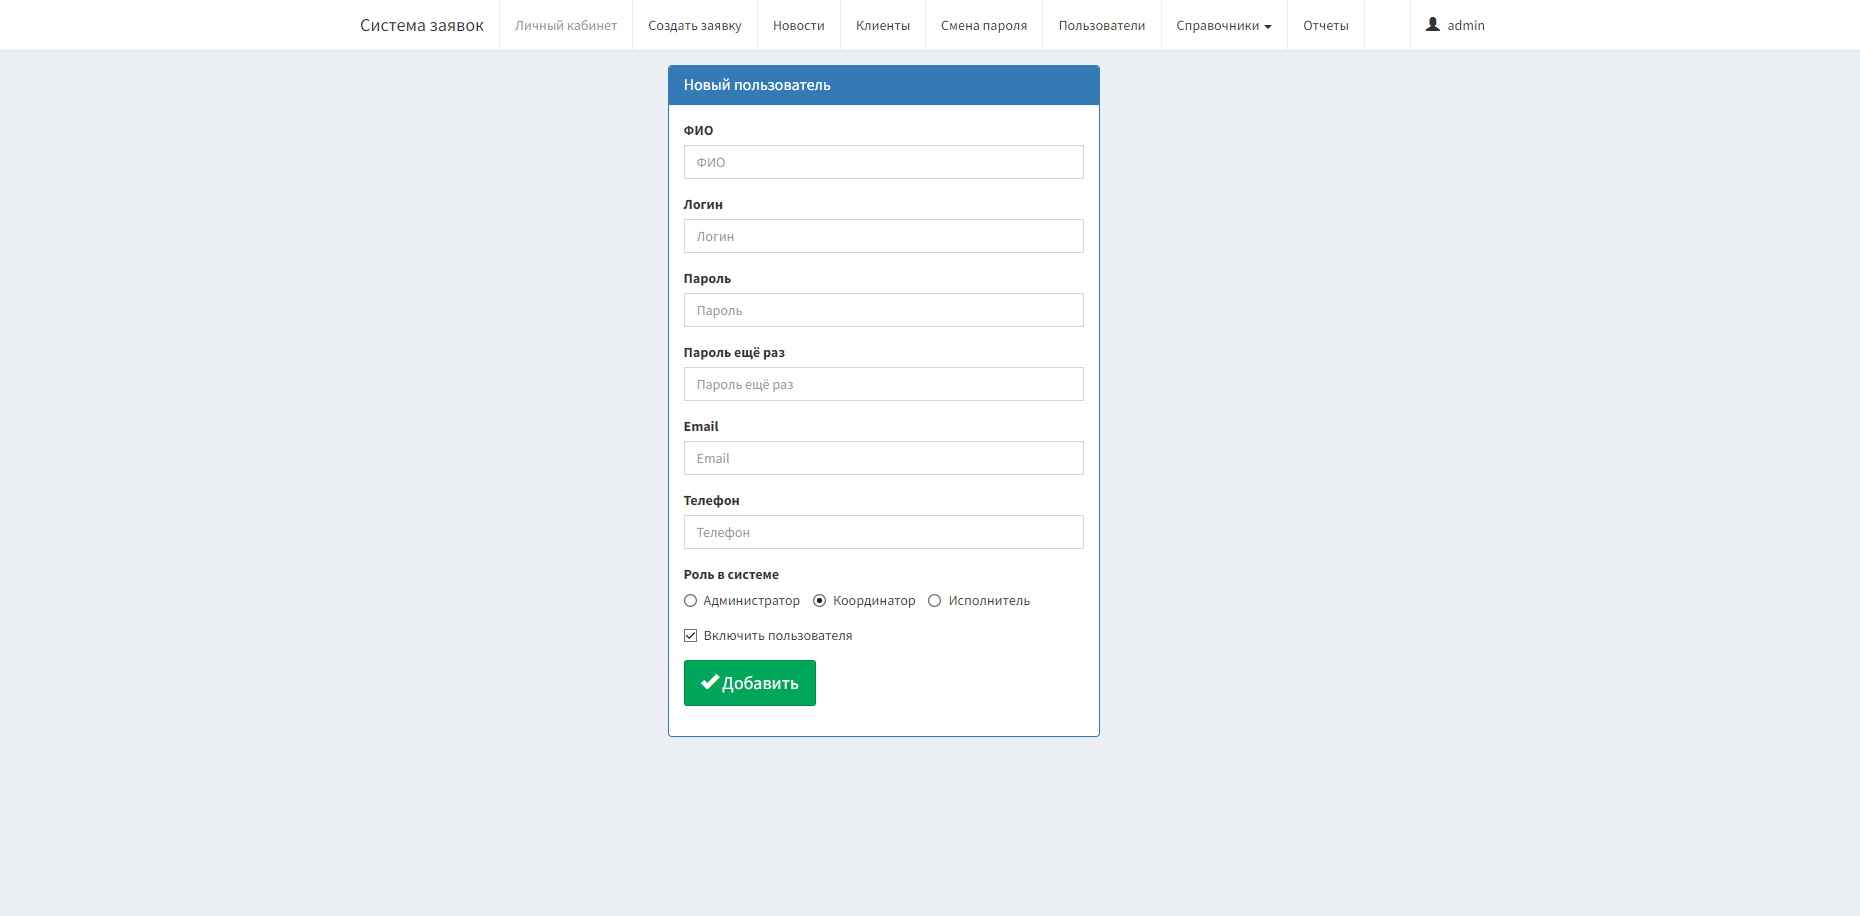 Система заявок Личный кабинет Создать заявку Новости Клиенты Смена пароля Пользователи Справочники Отчеты admin
Новый пользователь
ФИО
ФИО
Логин
Логин
Пароль
Пароль
Пароль ещё раз
Пароль ещё раз
Email
Email
Телефон
Телефон
Роль в системе
Администратор Координатор Исполнитель
Включить пользователя
Добавить